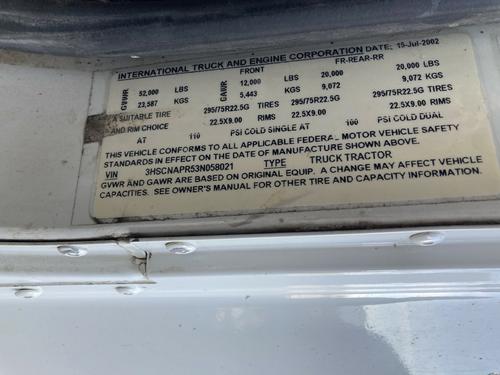 INTERNATIONAL TRUCK AND ENGINE CORPORATION DATE; 15-Jul-2002
FRONT FR-REAR-RR
GVWR 52,000 LBS GAWR 12,000 LBS 20,000 20,000 LBS
23,587 KGS 5,443 KGS 9,072 9,072 KGS
A SUITABLE TIRE 295/75R22.5G TIRES 295/75R22.5G 295/75R22.5G TIRES
AND RIM CHOICE 22.5X9.00 RIMS 22.5X9.00 22.5X9.00 RIMS
AT 110 PSI COLD SINGLE AT 100 PSI COLD DUAL
THIS VEHICLE CONFORMS TO ALL APPLICABLE FEDERAL MOTOR VEHICLE SAFETY
STANDARDS IN EFFECT ON THE DATE OF MANUFACTURE SHOWN ABOVE.
VIN 3HSCNAPR53N058021 TYPE TRUCK TRACTOR
GVWR AND GAWR ARE BASED ON ORIGINAL EQUIP. A CHANGE MAY AFFECT VEHICLE
CAPACITIES. SEE OWNER'S MANUAL FOR OTHER TIRE AND CAPACITY INFORMATION.